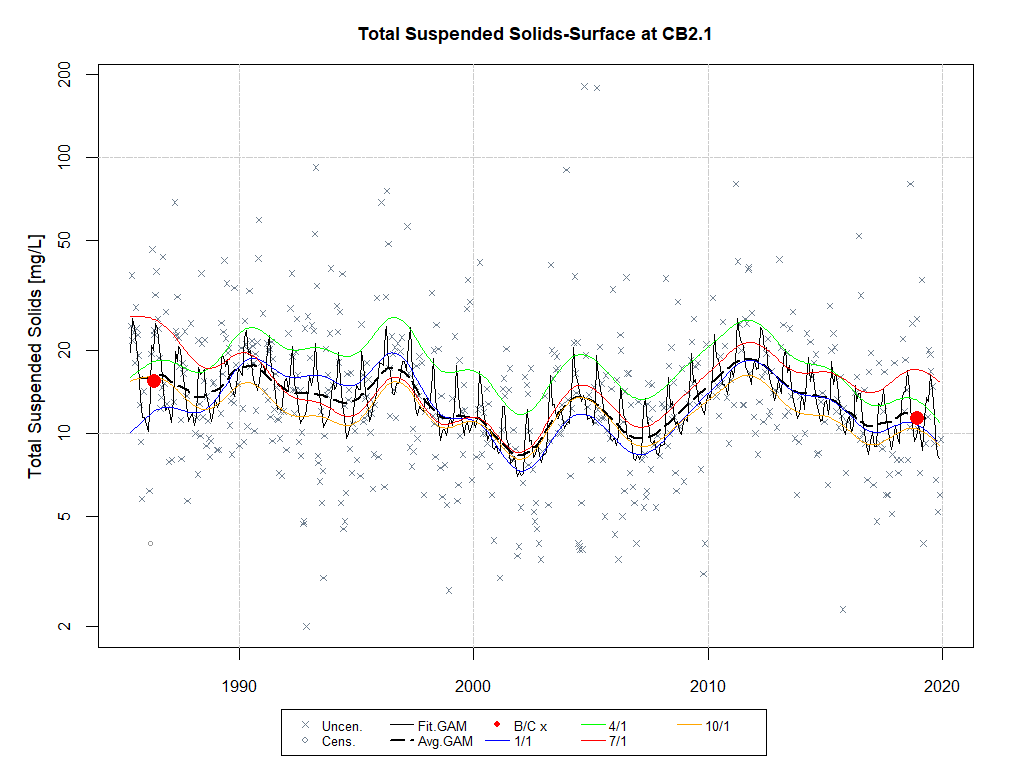 Total Suspended Solids-Surface at CB2.1
Total Suspended Solids [mg/L]
200
100
50
20
10
5
2
1990 2000 2010 2020
Uncen. Fit.GAM B/C x 4/1 10/1
Cens. Avg.GAM 1/1 7/1